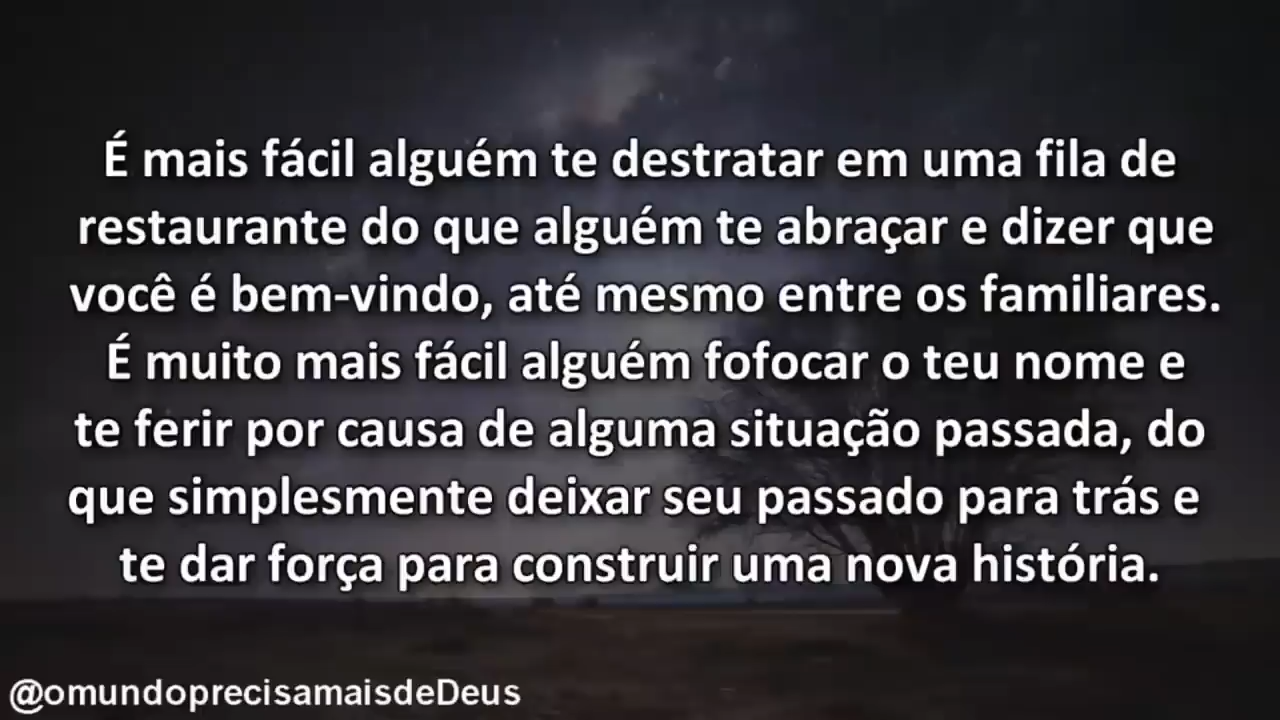 É mais fácil alguém te destratar em uma fila de
restaurante do que alguém te abraçar e dizer que
você é bem-vindo, até mesmo entre os familiares.
É muito mais fácil alguém fofocar o teu nome e
te ferir por causa de alguma situação passada, do
que simplesmente deixar seu passado para trás e
te dar força para construir uma nova história.
@omundoprecisamaisdeDeus